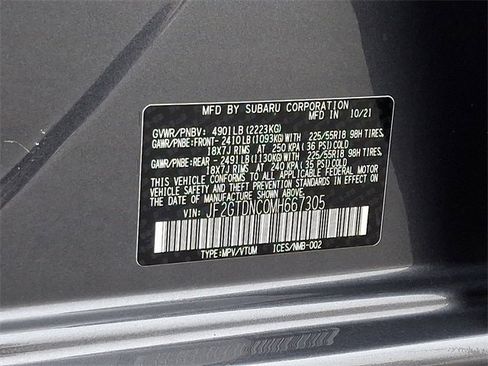 MFD BY SUBARU CORPORATION
MFD IN 10/21
GVWR/PNBV: 4901LB(2223KG)
GAWR/PNBE:FRONT- 2410LB(1093KG)WITH 225/55R18 98H TIRES.
18X7J RIMS AT 250 KPA(36 PSI)COLD
GAWR/PNBE:REAR - 2491LB(1130KG)WITH 225/55R18 98H TIRES.
18X7J RIMS AT 240 KPA(35 PSI)COLD
THIS VEHICLE CONFORMS TO ALL APPLICABLE FEDERAL MOTOR
VEHICLE SAFETY AND
THEFT PREVENTION STANDARDS IN EFFECT ON THE DATE OF
MANUFACTURE SHOWN ABOVE.
VIN: JF2GTDNC0MH667305
TYPE:MPV/VTUM ICES/NMB-002